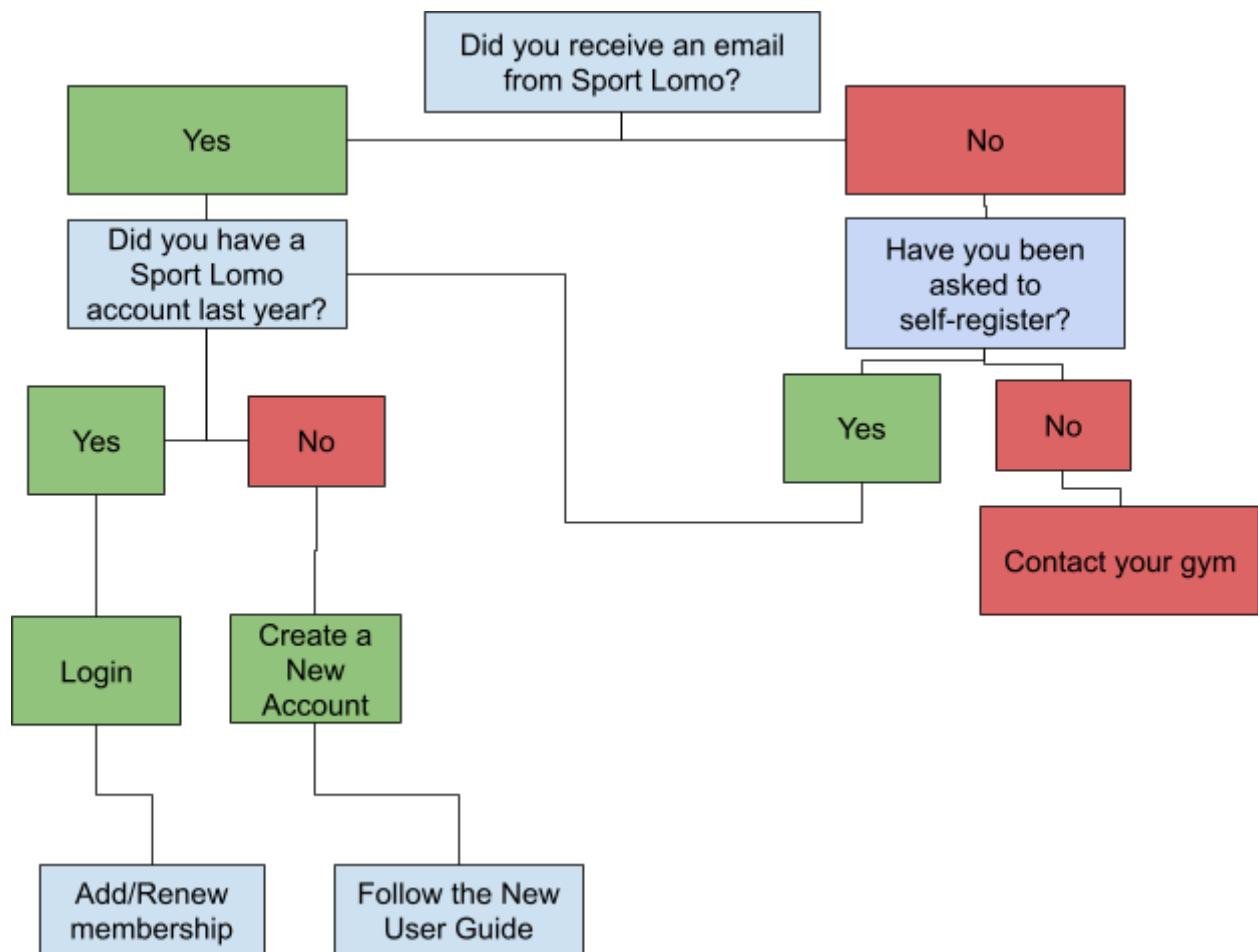 Did you receive an email
from Sport Lomo?
Yes
No
Did you have a
Sport Lomo
account last year?
Have you been
asked to
self-register?
Yes
No
Yes
No
Contact your gym
Login
Create a
New
Account
Add/Renew
membership
Follow the New
User Guide